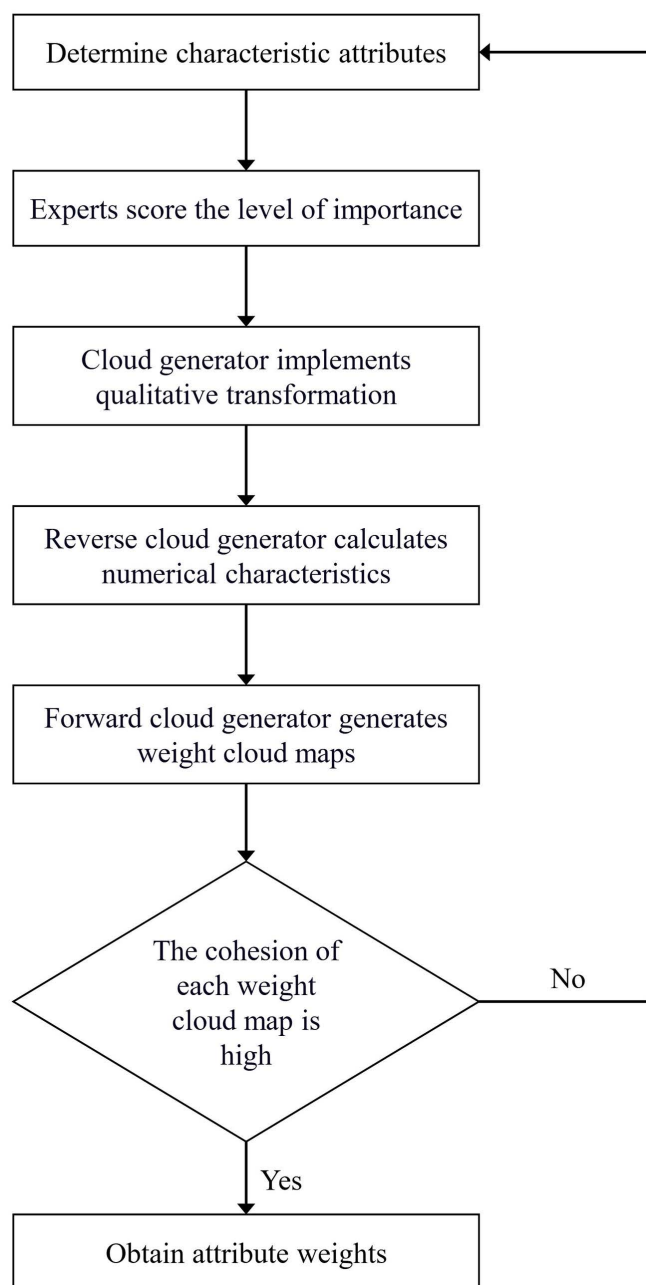 Determine characteristic attributes
Experts score the level of importance
Cloud generator implements
qualitative transformation
Reverse cloud generator calculates
numerical characteristics
Forward cloud generator generates
weight cloud maps
The cohesion of
each weight
cloud map is
high
No
Yes
Obtain attribute weights